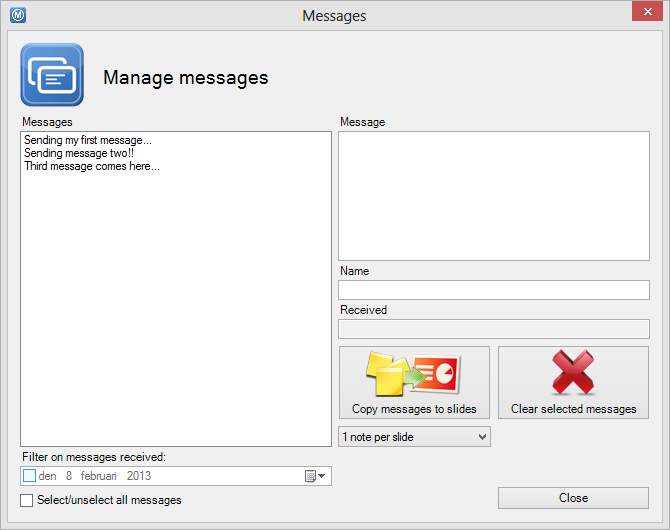 Messages
Manage messages
Messages
Sending my first message...
Sending message two!!
Third message comes here...
Message
Name
Received
Copy messages to slides
Clear selected messages
1 note per slide
Filter on messages received:
den 8 februari 2013
Select/unselect all messages
Close